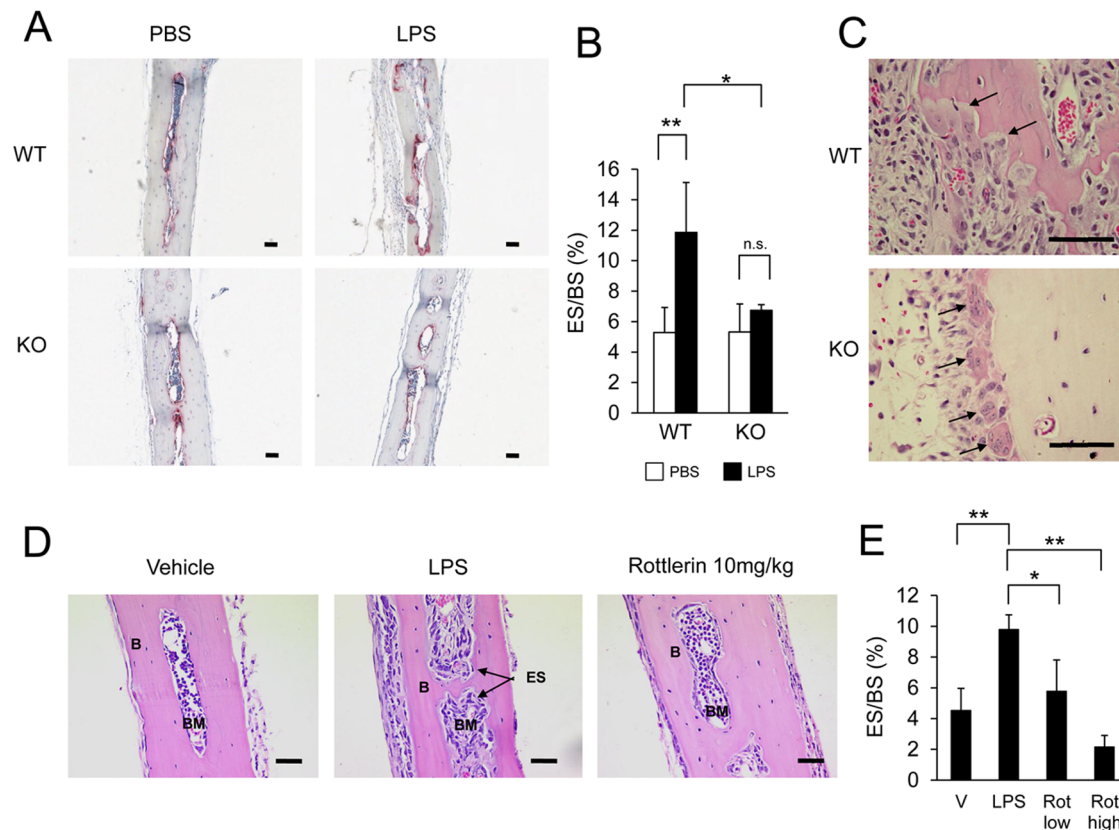 A
PBS
LPS
WT
KO
B
*
**
n.s.
ES/BS (%)
16
14
12
10
8
6
4
2
0
WT
KO
PBS
LPS
C
WT
KO
D
Vehicle
LPS
Rottlerin 10mg/kg
B
BM
B
BM
ES
B
BM
E
**
**
*
ES/BS (%)
12
10
8
6
4
2
0
V
LPS
Rot
low
Rot
high